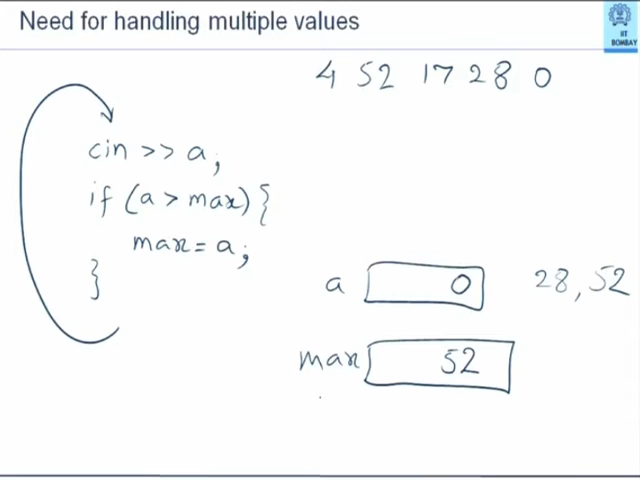 Need for handling multiple values
IIT
BOMBAY
4 52 17 28 0
cin >> a;
if (a > max) {
max = a;
}
a 0 28, 52
max 52